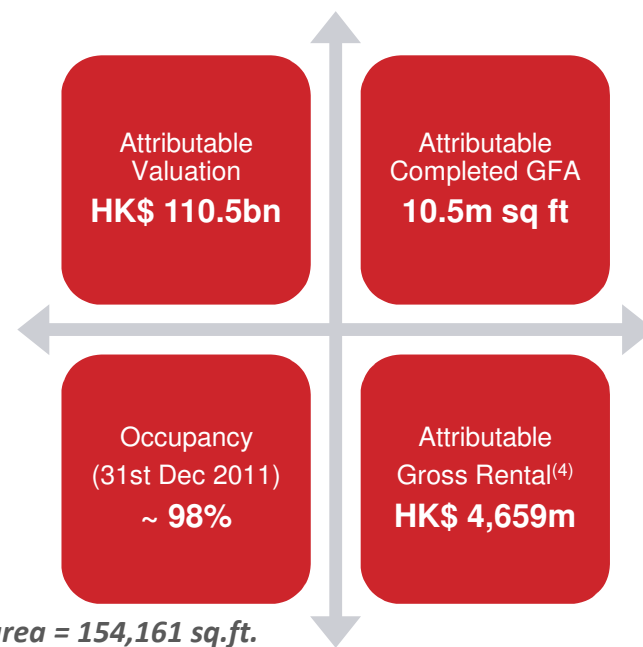 Attributable
Valuation
HK$ 110.5bn
Attributable
Completed GFA
10.5m sq ft
Occupancy
(31st Dec 2011)
~ 98%
Attributable
Gross Rental(4)
HK$ 4,659m
= 154,161 sq.ft.